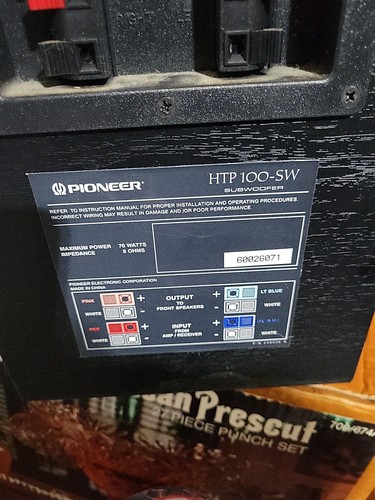 RIGHT
PIONEER
HTP 100-SW
SUBWOOFER
REFER TO INSTRUCTION MANUAL FOR PROPER INSTALLATION AND OPERATING PROCEDURES.
INCORRECT WIRING MAY RESULT IN DAMAGE AND /OR POOR PERFORMANCE.
MAXIMUM POWER 70 WATTS
IMPEDANCE 8 OHMS
60026071
PIONEER ELECTRONIC CORPORATION
MADE IN CHINA
PINK + OUTPUT + LT BLUE
WHITE - TO FRONT SPEAKERS - WHITE
RED + INPUT +
WHITE - FROM AMP / RECEIVER - WHITE
Prescut
27 PIECE PUNCH SET